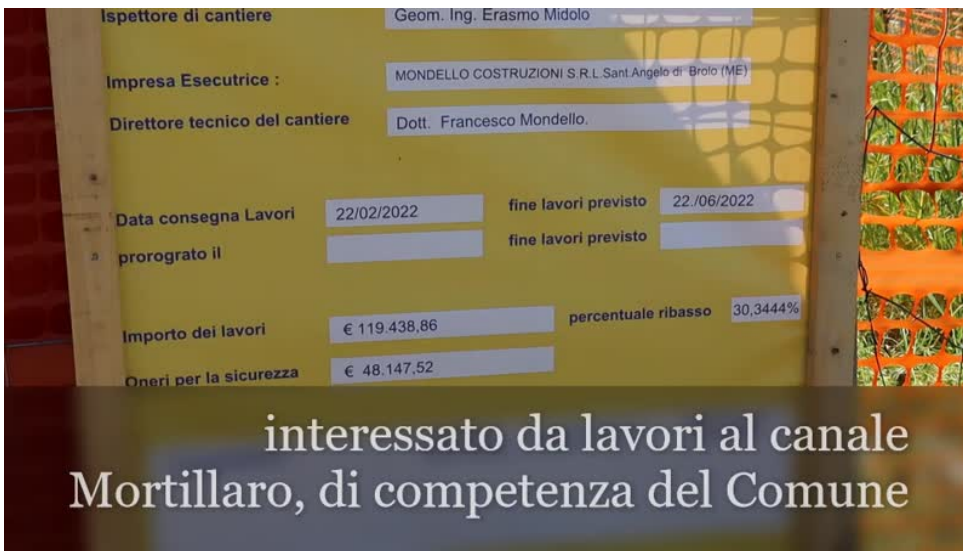 Ispettore di cantiere Geom. Ing. Erasmo Midolo
Impresa Esecutrice : MONDELLO COSTRUZIONI S.R.L.Sant.Angelo di Brolo (ME)
Direttore tecnico del cantiere Dott. Francesco Mondello.
Data consegna Lavori 22/02/2022 fine lavori previsto 22./06/2022
prorograto il fine lavori previsto
Importo dei lavori € 119.438,86 percentuale ribasso 30,3444%
Oneri per la sicurezza € 48.147,52
interessato da lavori al canale
Mortillaro, di competenza del Comune